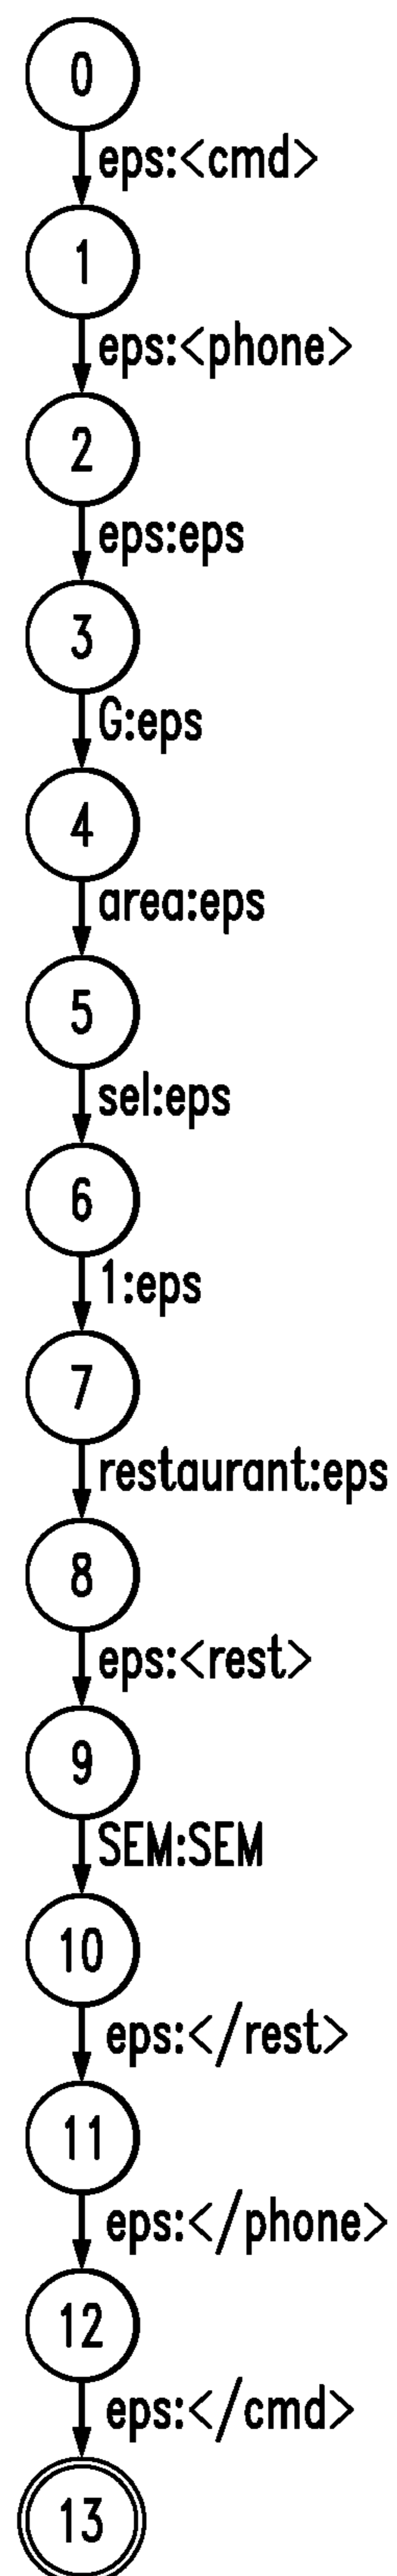 0
eps:<cmd>
1
eps:<phone>
2
eps:eps
3
G:eps
4
area:eps
5
sel:eps
6
1:eps
7
restaurant:eps
8
eps:<rest>
9
SEM:SEM
10
eps:</rest>
11
eps:</phone>
12
eps:</cmd>
13